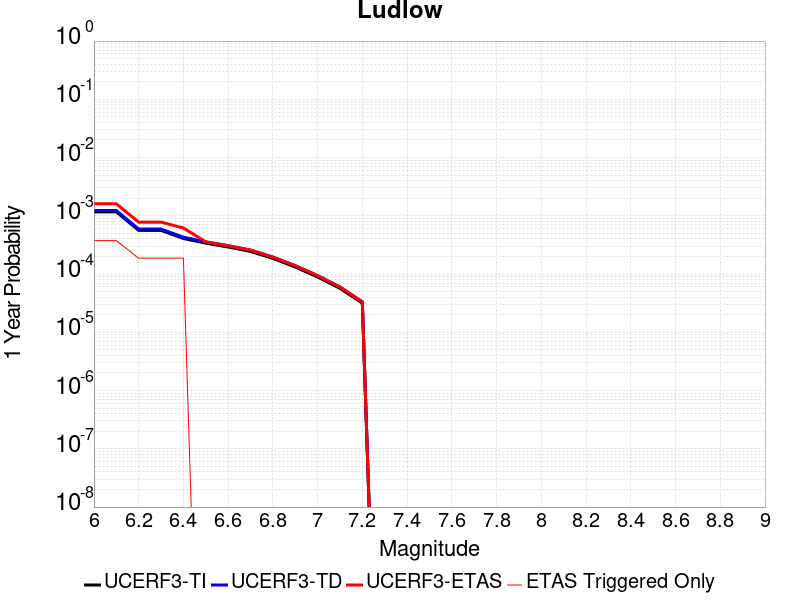 Ludlow
10^0
10^-1
10^-2
10^-3
10^-4
10^-5
10^-6
10^-7
10^-8
1 Year Probability
6 6.2 6.4 6.6 6.8 7 7.2 7.4 7.6 7.8 8 8.2 8.4 8.6 8.8 9
Magnitude
UCERF3-TI UCERF3-TD UCERF3-ETAS ETAS Triggered Only